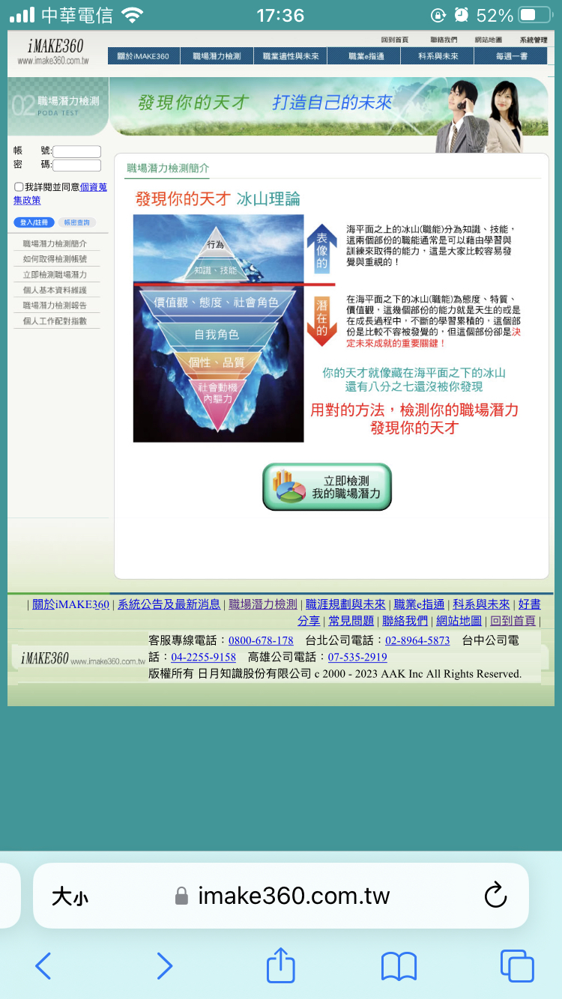 中華電信 17:36 52%
iMAKE360
www.imake360.com.tw
回到首頁 聯絡我們 網站地圖 系統管理
關於iMAKE360 職場潛力檢測 職業適性與未來 職業e指通 科系與未來 每週一書
02 職場潛力檢測
PODA TEST
發現你的天才 打造自己的未來
帳 號:
密 碼:
我詳閱並同意個資蒐
集政策
登入/註冊 帳密查詢
職場潛力檢測簡介
如何取得檢測帳號
立即檢測職場潛力
個人基本資料維護
職場潛力檢測報告
個人工作配對指數
職場潛力檢測簡介
發現你的天才 冰山理論
行為
知識、技能
價值觀、態度、社會角色
自我角色
個性、品質
社會動機
內驅力
表像的
海平面之上的冰山(職能)分為知識、技能，
這兩個部份的職能通常是可以藉由學習與
訓練來取得的能力，這是大家比較容易發
覺與重視的！
潛在的
在海平面之下的冰山(職能)為態度、特質、
價值觀，這幾個部份的能力就是天生的或是
在成長過程中，不斷的學習累積的，這個部
份是比較不容被發覺的，但這個部份卻是決
定未來成就的重要關鍵！
你的天才就像藏在海平面之下的冰山
還有八分之七還沒被你發現
用對的方法，檢測你的職場潛力
發現你的天才
立即檢測
我的職場潛力
| 關於iMAKE360 | 系統公告及最新消息 | 職場潛力檢測 | 職涯規劃與未來 | 職業e指通 | 科系與未來 | 好書
分享 | 常見問題 | 聯絡我們 | 網站地圖 | 回到首頁 |
iMAKE360 www.imake360.com.tw
客服專線電話：0800-678-178 台北公司電話：02-8964-5873 台中公司電
話：04-2255-9158 高雄公司電話：07-535-2919
版權所有 日月知識股份有限公司 c 2000 - 2023 AAK Inc All Rights Reserved.
大小 imake360.com.tw